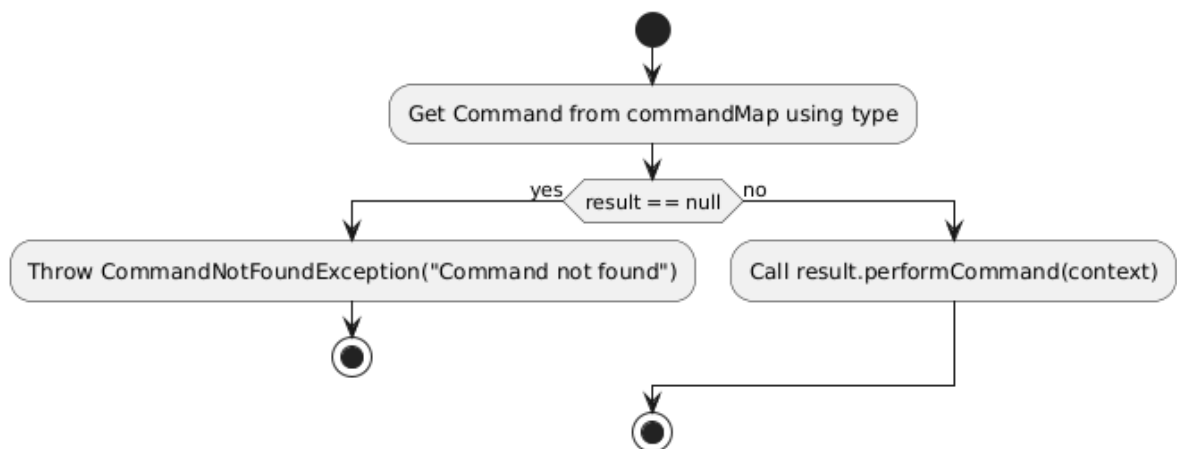 Get Command from commandMap using type
yes
result == null
no
Throw CommandNotFoundException("Command not found")
Call result.performCommand(context)